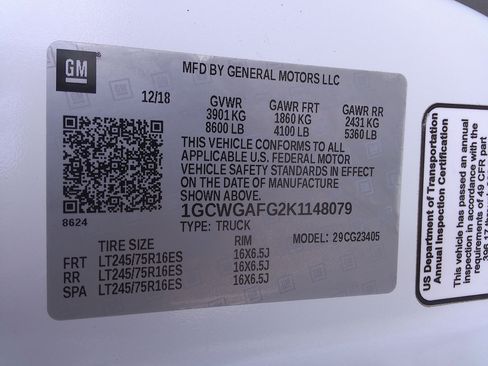 GM
MFD BY GENERAL MOTORS LLC
12/18 GVWR GAWR FRT GAWR RR
3901 KG 1860 KG 2431 KG
8600 LB 4100 LB 5360 LB
THIS VEHICLE CONFORMS TO ALL
APPLICABLE U.S. FEDERAL MOTOR
VEHICLE SAFETY STANDARDS IN EFFECT
ON THE DATE OF MANUFACTURE
SHOWN ABOVE.
1GCWGAFG2K1148079
8624 TYPE: TRUCK
MODEL: 29CG23405
TIRE SIZE RIM
FRT LT245/75R16ES 16X6.5J
RR LT245/75R16ES 16X6.5J
SPA LT245/75R16ES 16X6.5J
US Department of Transportation
Annual Inspection Certification
This vehicle has passed an annual
inspection in accordance with the
requirements of 49 CFR part